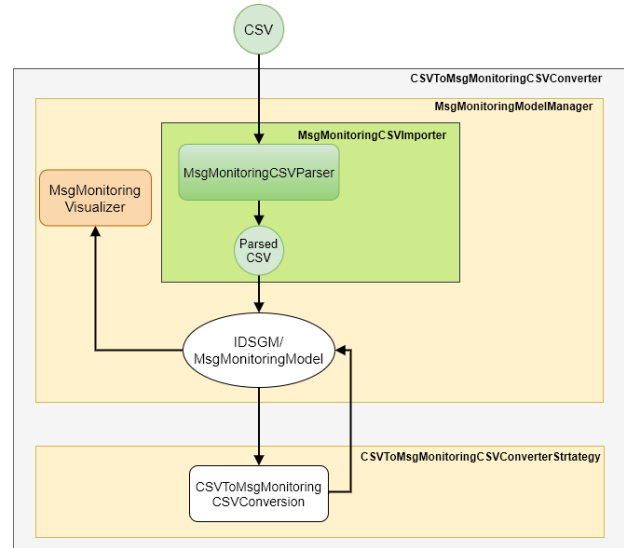 CSV
CSVToMsgMonitoringCSVConverter
MsgMonitoringModelManager
MsgMonitoringCSVImporter
MsgMonitoringCSVParser
MsgMonitoring
Visualizer
Parsed
CSV
IDSGM/
MsgMonitoringModel
CSVToMsgMonitoringCSVConverterStrtategy
CSVToMsgMonitoring
CSVConversion